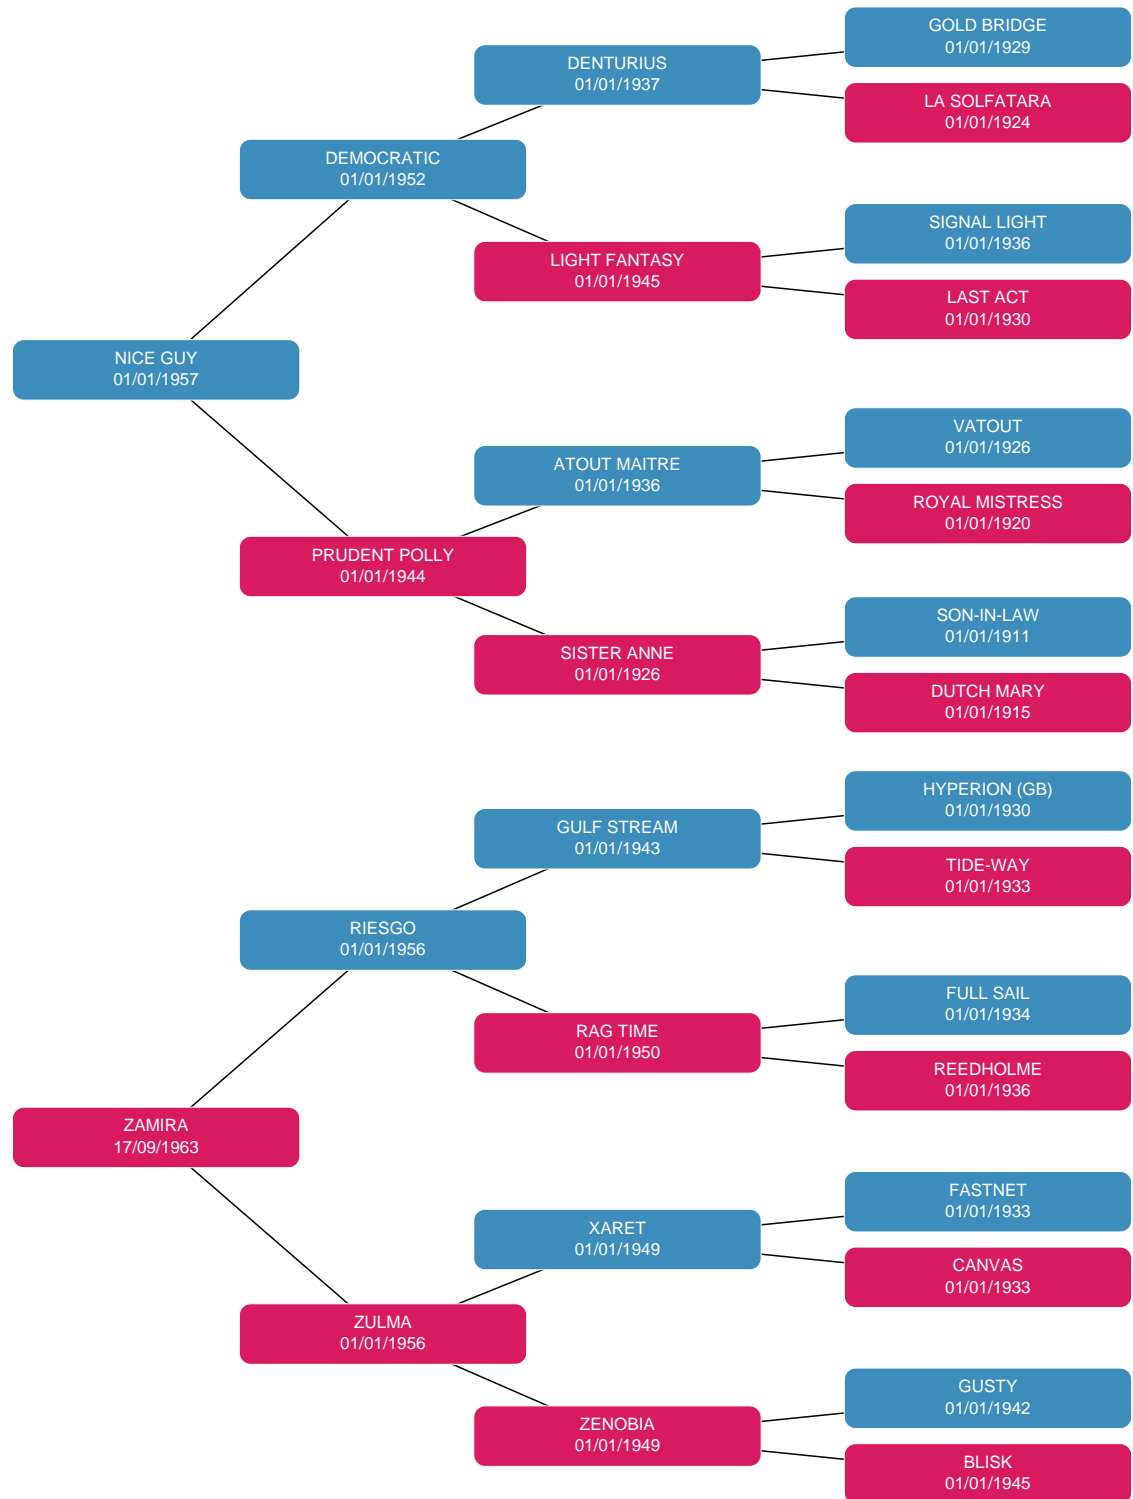 GOLD BRIDGE
01/01/1929
DENTURIUS
01/01/1937
LA SOLFATARA
01/01/1924
DEMOCRATIC
01/01/1952
SIGNAL LIGHT
01/01/1936
LIGHT FANTASY
01/01/1945
LAST ACT
01/01/1930
NICE GUY
01/01/1957
VATOUT
01/01/1926
ATOUT MAITRE
01/01/1936
ROYAL MISTRESS
01/01/1920
PRUDENT POLLY
01/01/1944
SON-IN-LAW
01/01/1911
SISTER ANNE
01/01/1926
DUTCH MARY
01/01/1915
HYPERION (GB)
01/01/1930
GULF STREAM
01/01/1943
TIDE-WAY
01/01/1933
RIESGO
01/01/1956
FULL SAIL
01/01/1934
RAG TIME
01/01/1950
REEDHOLME
01/01/1936
ZAMIRA
17/09/1963
FASTNET
01/01/1933
XARET
01/01/1949
CANVAS
01/01/1933
ZULMA
01/01/1956
GUSTY
01/01/1942
ZENOBIA
01/01/1949
BLISK
01/01/1945